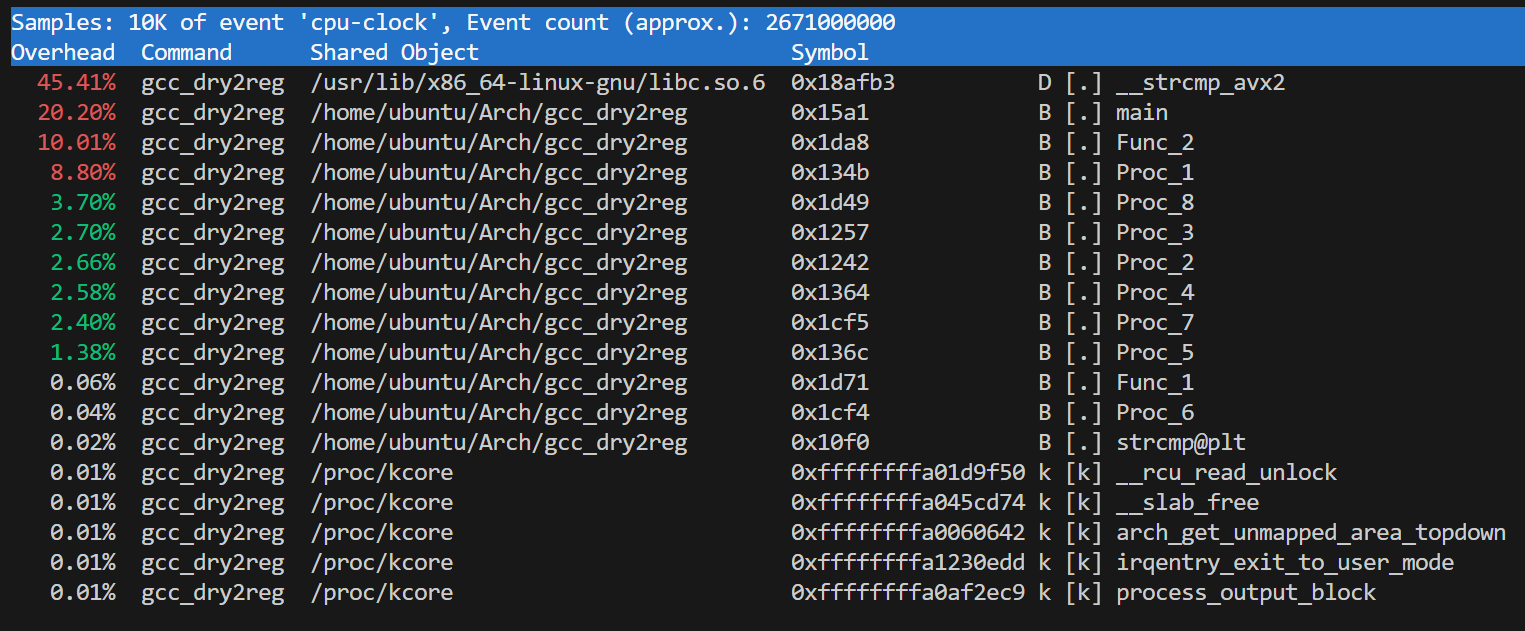 Samples: 10K of event 'cpu-clock', Event count (approx.): 2671000000
Overhead  Command     Shared Object                        Symbol
  45.41%  gcc_dry2reg  /usr/lib/x86_64-linux-gnu/libc.so.6  0x18afb3           D [.] __strcmp_avx2
  20.20%  gcc_dry2reg  /home/ubuntu/Arch/gcc_dry2reg        0x15a1             B [.] main
  10.01%  gcc_dry2reg  /home/ubuntu/Arch/gcc_dry2reg        0x1da8             B [.] Func_2
   8.80%  gcc_dry2reg  /home/ubuntu/Arch/gcc_dry2reg        0x134b             B [.] Proc_1
   3.70%  gcc_dry2reg  /home/ubuntu/Arch/gcc_dry2reg        0x1d49             B [.] Proc_8
   2.70%  gcc_dry2reg  /home/ubuntu/Arch/gcc_dry2reg        0x1257             B [.] Proc_3
   2.66%  gcc_dry2reg  /home/ubuntu/Arch/gcc_dry2reg        0x1242             B [.] Proc_2
   2.58%  gcc_dry2reg  /home/ubuntu/Arch/gcc_dry2reg        0x1364             B [.] Proc_4
   2.40%  gcc_dry2reg  /home/ubuntu/Arch/gcc_dry2reg        0x1cf5             B [.] Proc_7
   1.38%  gcc_dry2reg  /home/ubuntu/Arch/gcc_dry2reg        0x136c             B [.] Proc_5
   0.06%  gcc_dry2reg  /home/ubuntu/Arch/gcc_dry2reg        0x1d71             B [.] Func_1
   0.04%  gcc_dry2reg  /home/ubuntu/Arch/gcc_dry2reg        0x1cf4             B [.] Proc_6
   0.02%  gcc_dry2reg  /home/ubuntu/Arch/gcc_dry2reg        0x10f0             B [.] strcmp@plt
   0.01%  gcc_dry2reg  /proc/kcore                          0xffffffffa01d9f50 k [k] __rcu_read_unlock
   0.01%  gcc_dry2reg  /proc/kcore                          0xffffffffa045cd74 k [k] __slab_free
   0.01%  gcc_dry2reg  /proc/kcore                          0xffffffffa0060642 k [k] arch_get_unmapped_area_topdown
   0.01%  gcc_dry2reg  /proc/kcore                          0xffffffffa1230edd k [k] irqentry_exit_to_user_mode
   0.01%  gcc_dry2reg  /proc/kcore                          0xffffffffa0af2ec9 k [k] process_output_block